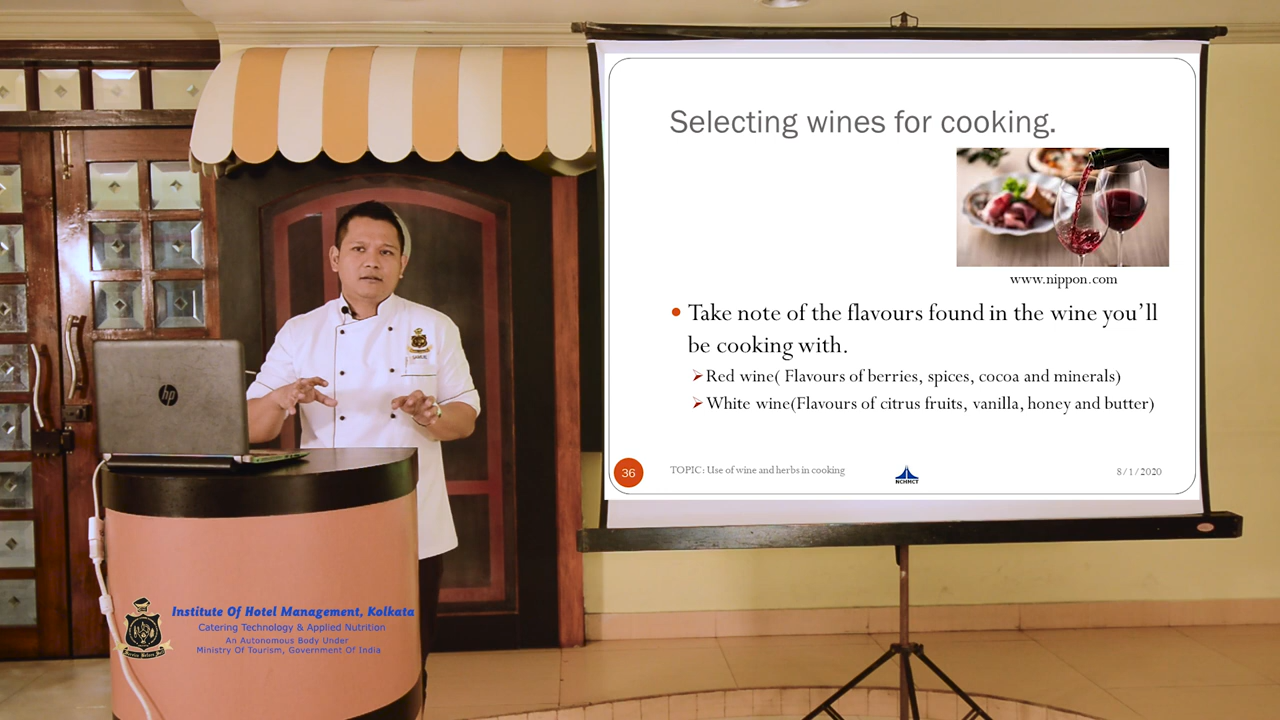 Selecting wines for cooking.
www.nippon.com
Take note of the flavours found in the wine you'll
be cooking with.
Red wine( Flavours of berries, spices, cocoa and minerals)
White wine(Flavours of citrus fruits, vanilla, honey and butter)
36
TOPIC: Use of wine and herbs in cooking
NCHMCT
8/1/2020
hp
Institute Of Hotel Management, Kolkata
Catering Technology & Applied Nutrition
An Autonomous Body Under
Ministry Of Tourism, Government Of India